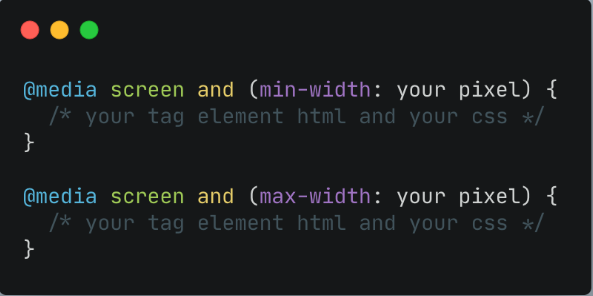 @media screen and (min-width: your pixel) {
/* your tag element html and your css */
}
@media screen and (max-width: your pixel) {
/* your tag element html and your css */
}